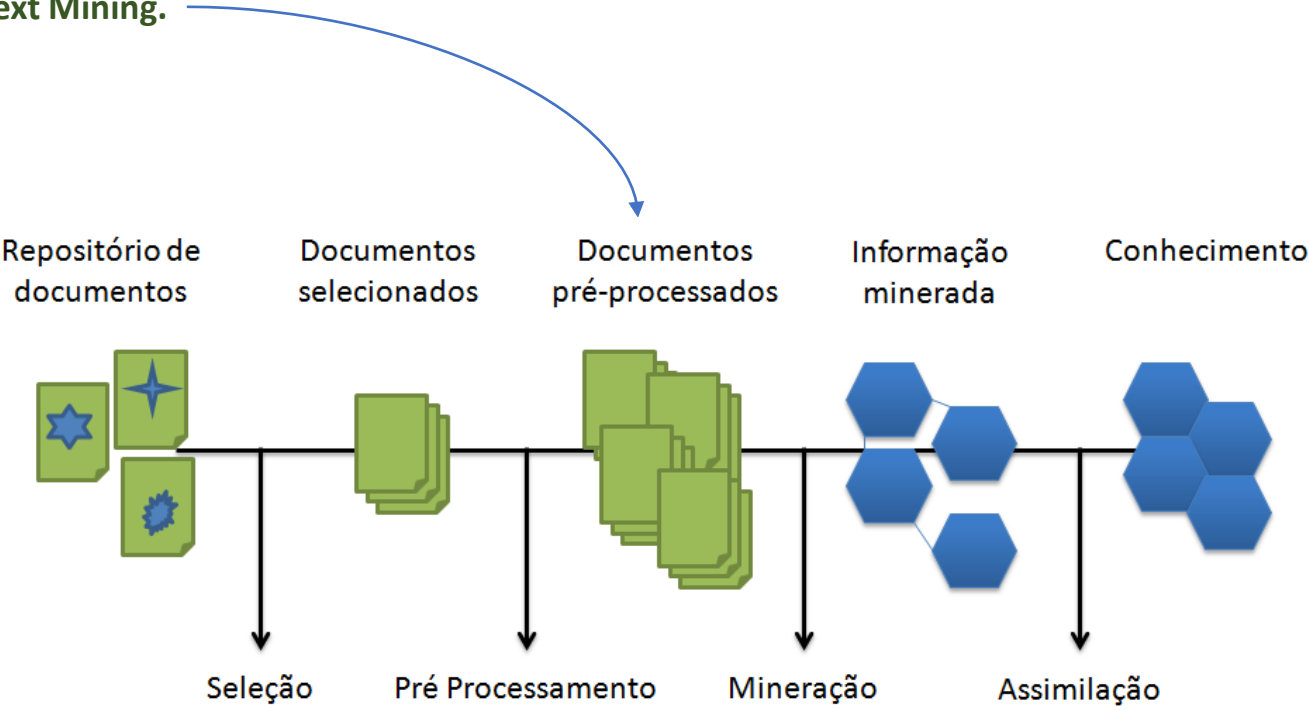 ext Mining.
Repositório de
documentos
Documentos
selecionados
Documentos
pré-processados
Informação
minerada
Conhecimento
Seleção
Pré Processamento
Mineração
Assimilação